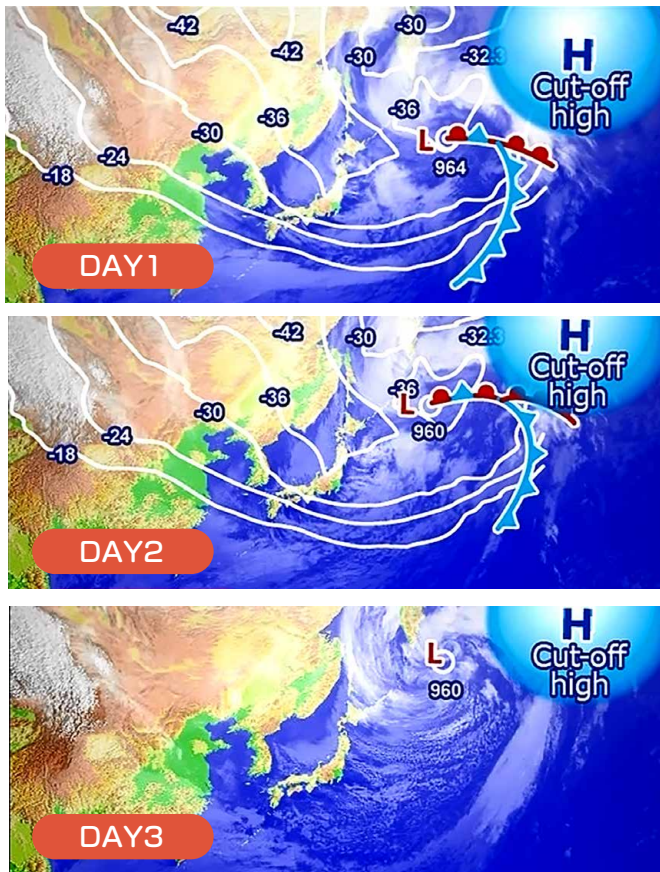 -42
-30
-42
-30
-32.3
H
Cut-off
high
-36
-36
-30
L
964
-24
-18
DAY1
-42
-30
-32.3
H
Cut-off
high
-36
-36
-30
L
960
-24
-18
DAY2
H
Cut-off
high
L
960
DAY3